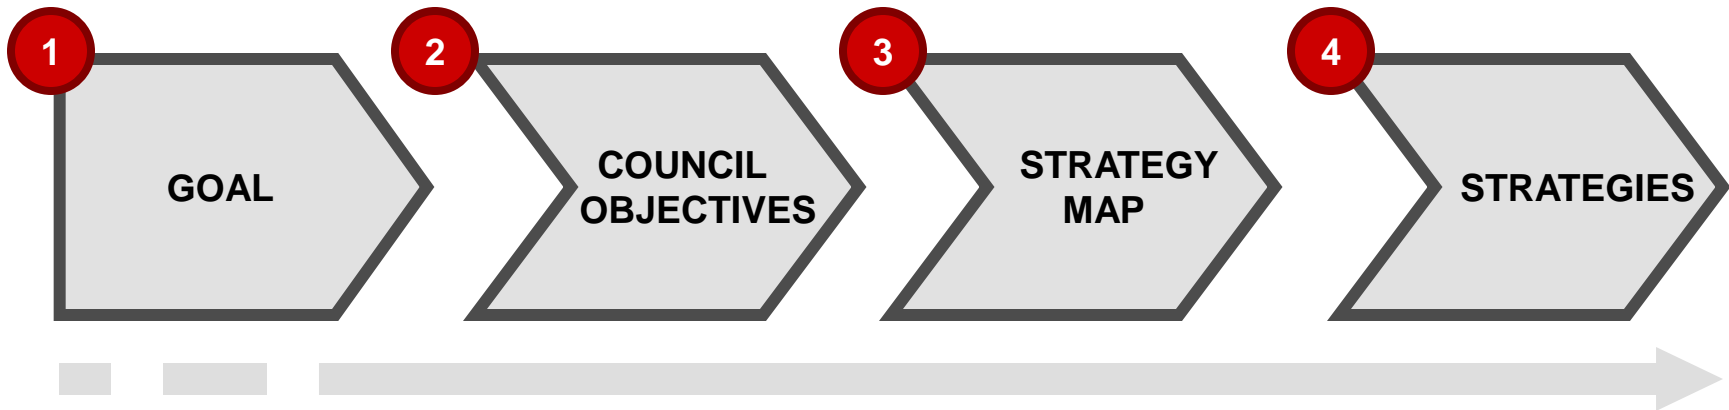 1
GOAL
2
COUNCIL
OBJECTIVES
3
STRATEGY
MAP
4
STRATEGIES